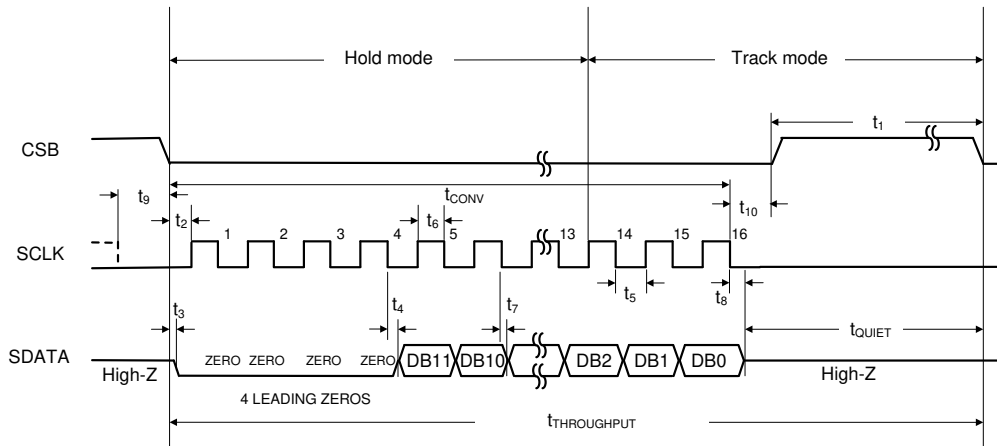 Hold mode
Track mode
t1
CSB
t9
tCONV
t10
t2
t6
1 2 3 4 5 13 14 15 16
SCLK
t3
t4
t7
t5
t8
tQUIET
SDATA
ZERO ZERO ZERO ZERO DB11 DB10 DB2 DB1 DB0
High-Z
High-Z
4 LEADING ZEROS
tTHROUGHPUT